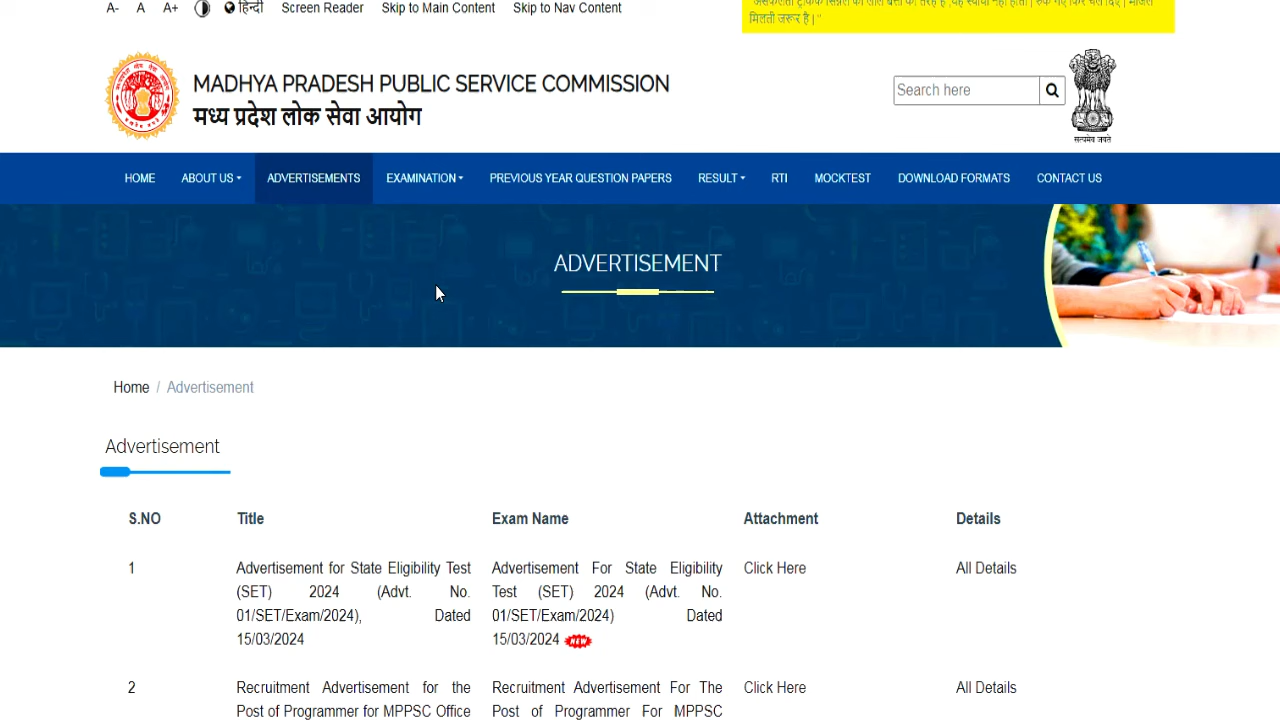 A- A A+ हिन्दी Screen Reader Skip to Main Content Skip to Nav Content
मिलती जरूर है|"
MADHYA PRADESH PUBLIC SERVICE COMMISSION
मध्य प्रदेश लोक सेवा आयोग
Search here
सत्यमेव जयते
HOME ABOUT US ADVERTISEMENTS EXAMINATION PREVIOUS YEAR QUESTION PAPERS RESULT RTI MOCKTEST DOWNLOAD FORMATS CONTACT US
ADVERTISEMENT
Home / Advertisement
Advertisement
S.NO Title Exam Name Attachment Details
1 Advertisement for State Eligibility Test Advertisement For State Eligibility Click Here All Details
(SET) 2024 (Advt. No. Test (SET) 2024 (Advt. No.
01/SET/Exam/2024), Dated 01/SET/Exam/2024) Dated
15/03/2024 15/03/2024 NEW
2 Recruitment Advertisement for the Recruitment Advertisement For The Click Here All Details
Post of Programmer for MPPSC Office Post of Programmer For MPPSC